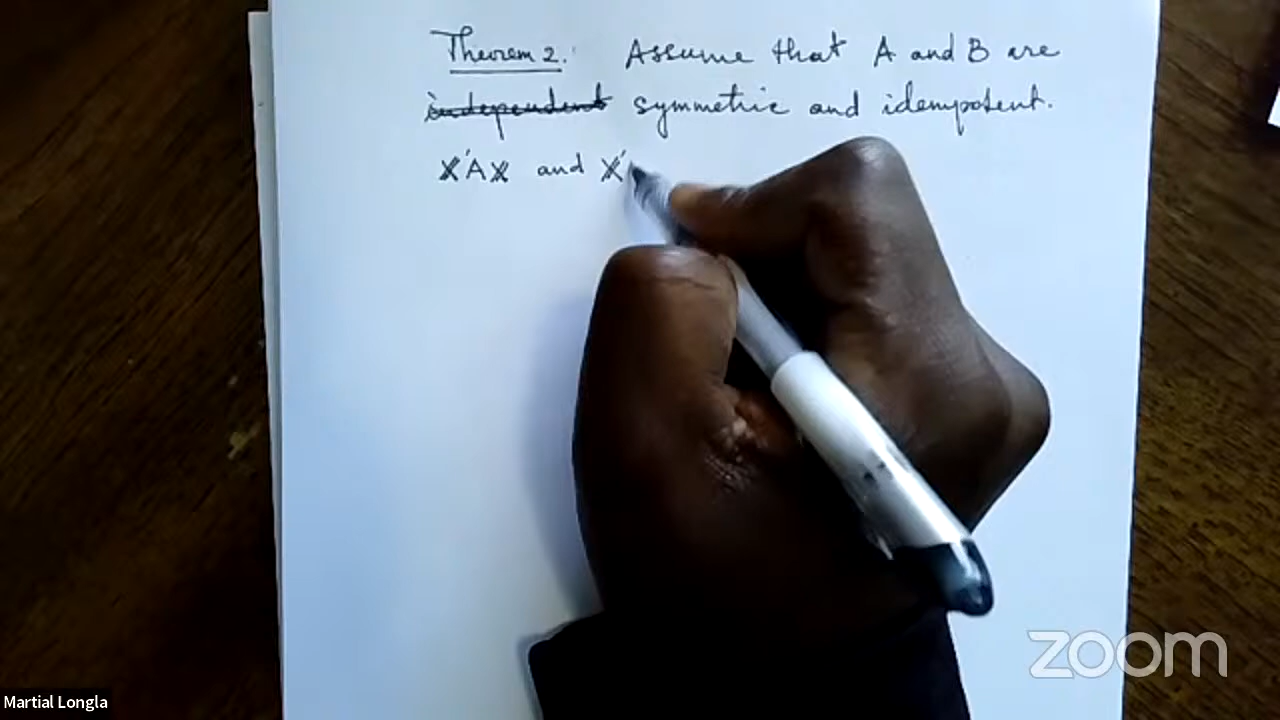 Theorem 2: Assume that A and B are
independent symmetric and idempotent.
X'AX and X'
zoom
Martial Longla